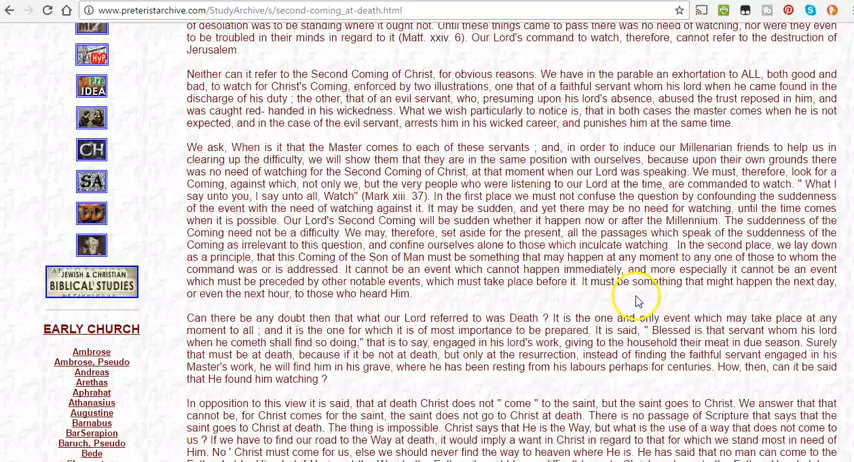 www.preteristarchive.com/StudyArchive/s/second-coming_at-death.html
of desolation was to be standing where it ought not. Until these things came to pass there was no need of watching, nor were they even
to be troubled in their minds in regard to it (Matt. xxiv. 6). Our Lord's command to watch, therefore, cannot refer to the destruction of
Jerusalem.
Neither can it refer to the Second Coming of Christ, for obvious reasons. We have in the parable an exhortation to ALL, both good and
bad, to watch for Christ's Coming, enforced by two illustrations, one that of a faithful servant whom his lord when he came found in the
discharge of his duty ; the other, that of an evil servant, who, presuming upon his lord's absence, abused the trust reposed in him, and
was caught red- handed in his wickedness. What we wish particularly to notice is, that in both cases the master comes when he is not
expected, and in the case of the evil servant, arrests him in his wicked career, and punishes him at the same time.
We ask, When is it that the Master comes to each of these servants ; and, in order to induce our Millenarian friends to help us in
clearing up the difficulty, we will show them that they are in the same position with ourselves, because upon their own grounds there
was no need of watching for the Second Coming of Christ, at that moment when our Lord was speaking. We must, therefore, look for a
Coming, against which, not only we, but the very people who were listening to our Lord at the time, are commanded to watch. " What I
say unto you, I say unto all, Watch" (Mark xiii. 37). In the first place we must not confuse the question by confounding the suddenness
of the event with the need of watching against it. It may be sudden, and yet there may be no need for watching, until the time comes
when it is possible. Our Lord's Second Coming will be sudden whether it happen now or after the Millennium. The suddenness of the
Coming need not be a difficulty. We may, therefore, set aside for the present, all the passages which speak of the suddenness of the
Coming as irrelevant to this question, and confine ourselves alone to those which inculcate watching. In the second place, we lay down
as a principle, that this Coming of the Son of Man must be something that may happen at any moment to any one of those to whom the
command was or is addressed. It cannot be an event which cannot happen immediately, and more especially it cannot be an event
which must be preceded by other notable events, which must take place before it. It must be something that might happen the next day,
or even the next hour, to those who heard Him.
Can there be any doubt then that what our Lord referred to was Death ? It is the one and only event which may take place at any
moment to all ; and it is the one for which it is of most importance to be prepared. It is said, " Blessed is that servant whom his lord
when he cometh shall find so doing," that is to say, engaged in his lord's work, giving to the household their meat in due season. Surely
that must be at death, because if it be not at death, but only at the resurrection, instead of finding the faithful servant engaged in his
Master's work, he will find him in his grave, where he has been resting from his labours perhaps for centuries. How, then, can it be said
that He found him watching ?
In opposition to this view it is said, that at death Christ does not " come " to the saint, but the saint goes to Christ. We answer that that
cannot be, for Christ comes for the saint, the saint does not go to Christ at death. There is no passage of Scripture that says that the
saint goes to Christ at death. The thing is impossible. Christ says that He is the Way, but what is the use of a way that does not come to
us ? If we have to find our road to the Way at death, it would imply a want in Christ in regard to that for which we stand most in need of
Him. No ' Christ must come for us, else we should never find the way to heaven where He is. He has said that no man can come to the
HyP
IDEA
CH
SA
JEWISH & CHRISTIAN
BIBLICAL STUDIES
EARLY CHURCH
Ambrose
Ambrose, Pseudo
Andreas
Arethas
Aphrahat
Athanasius
Augustine
Barnabus
BarSerapion
Baruch, Pseudo
Bede